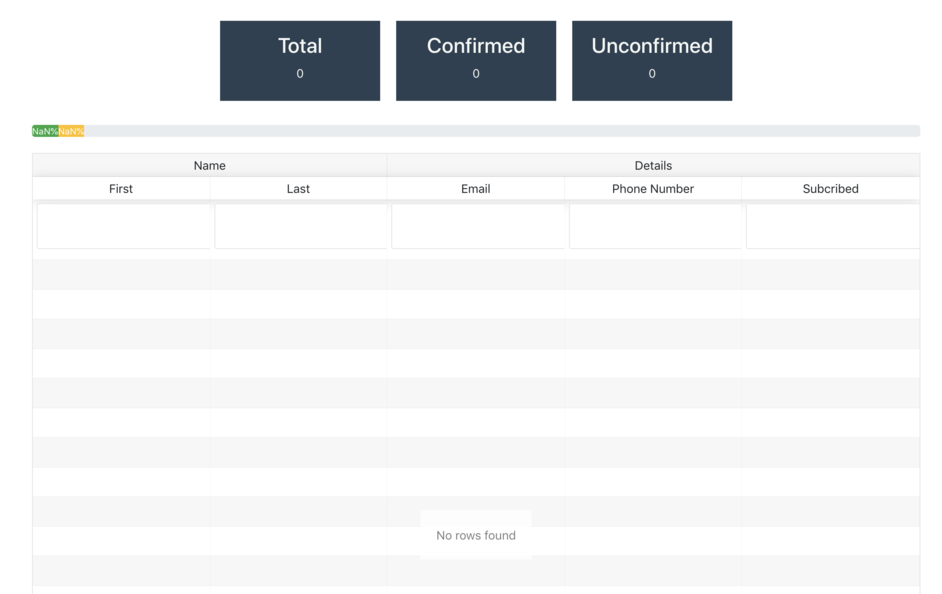 Total Confirmed Unconfirmed
0 0 0
NaN%NaN%
Name Details
First Last Email Phone Number Subcribed
No rows found